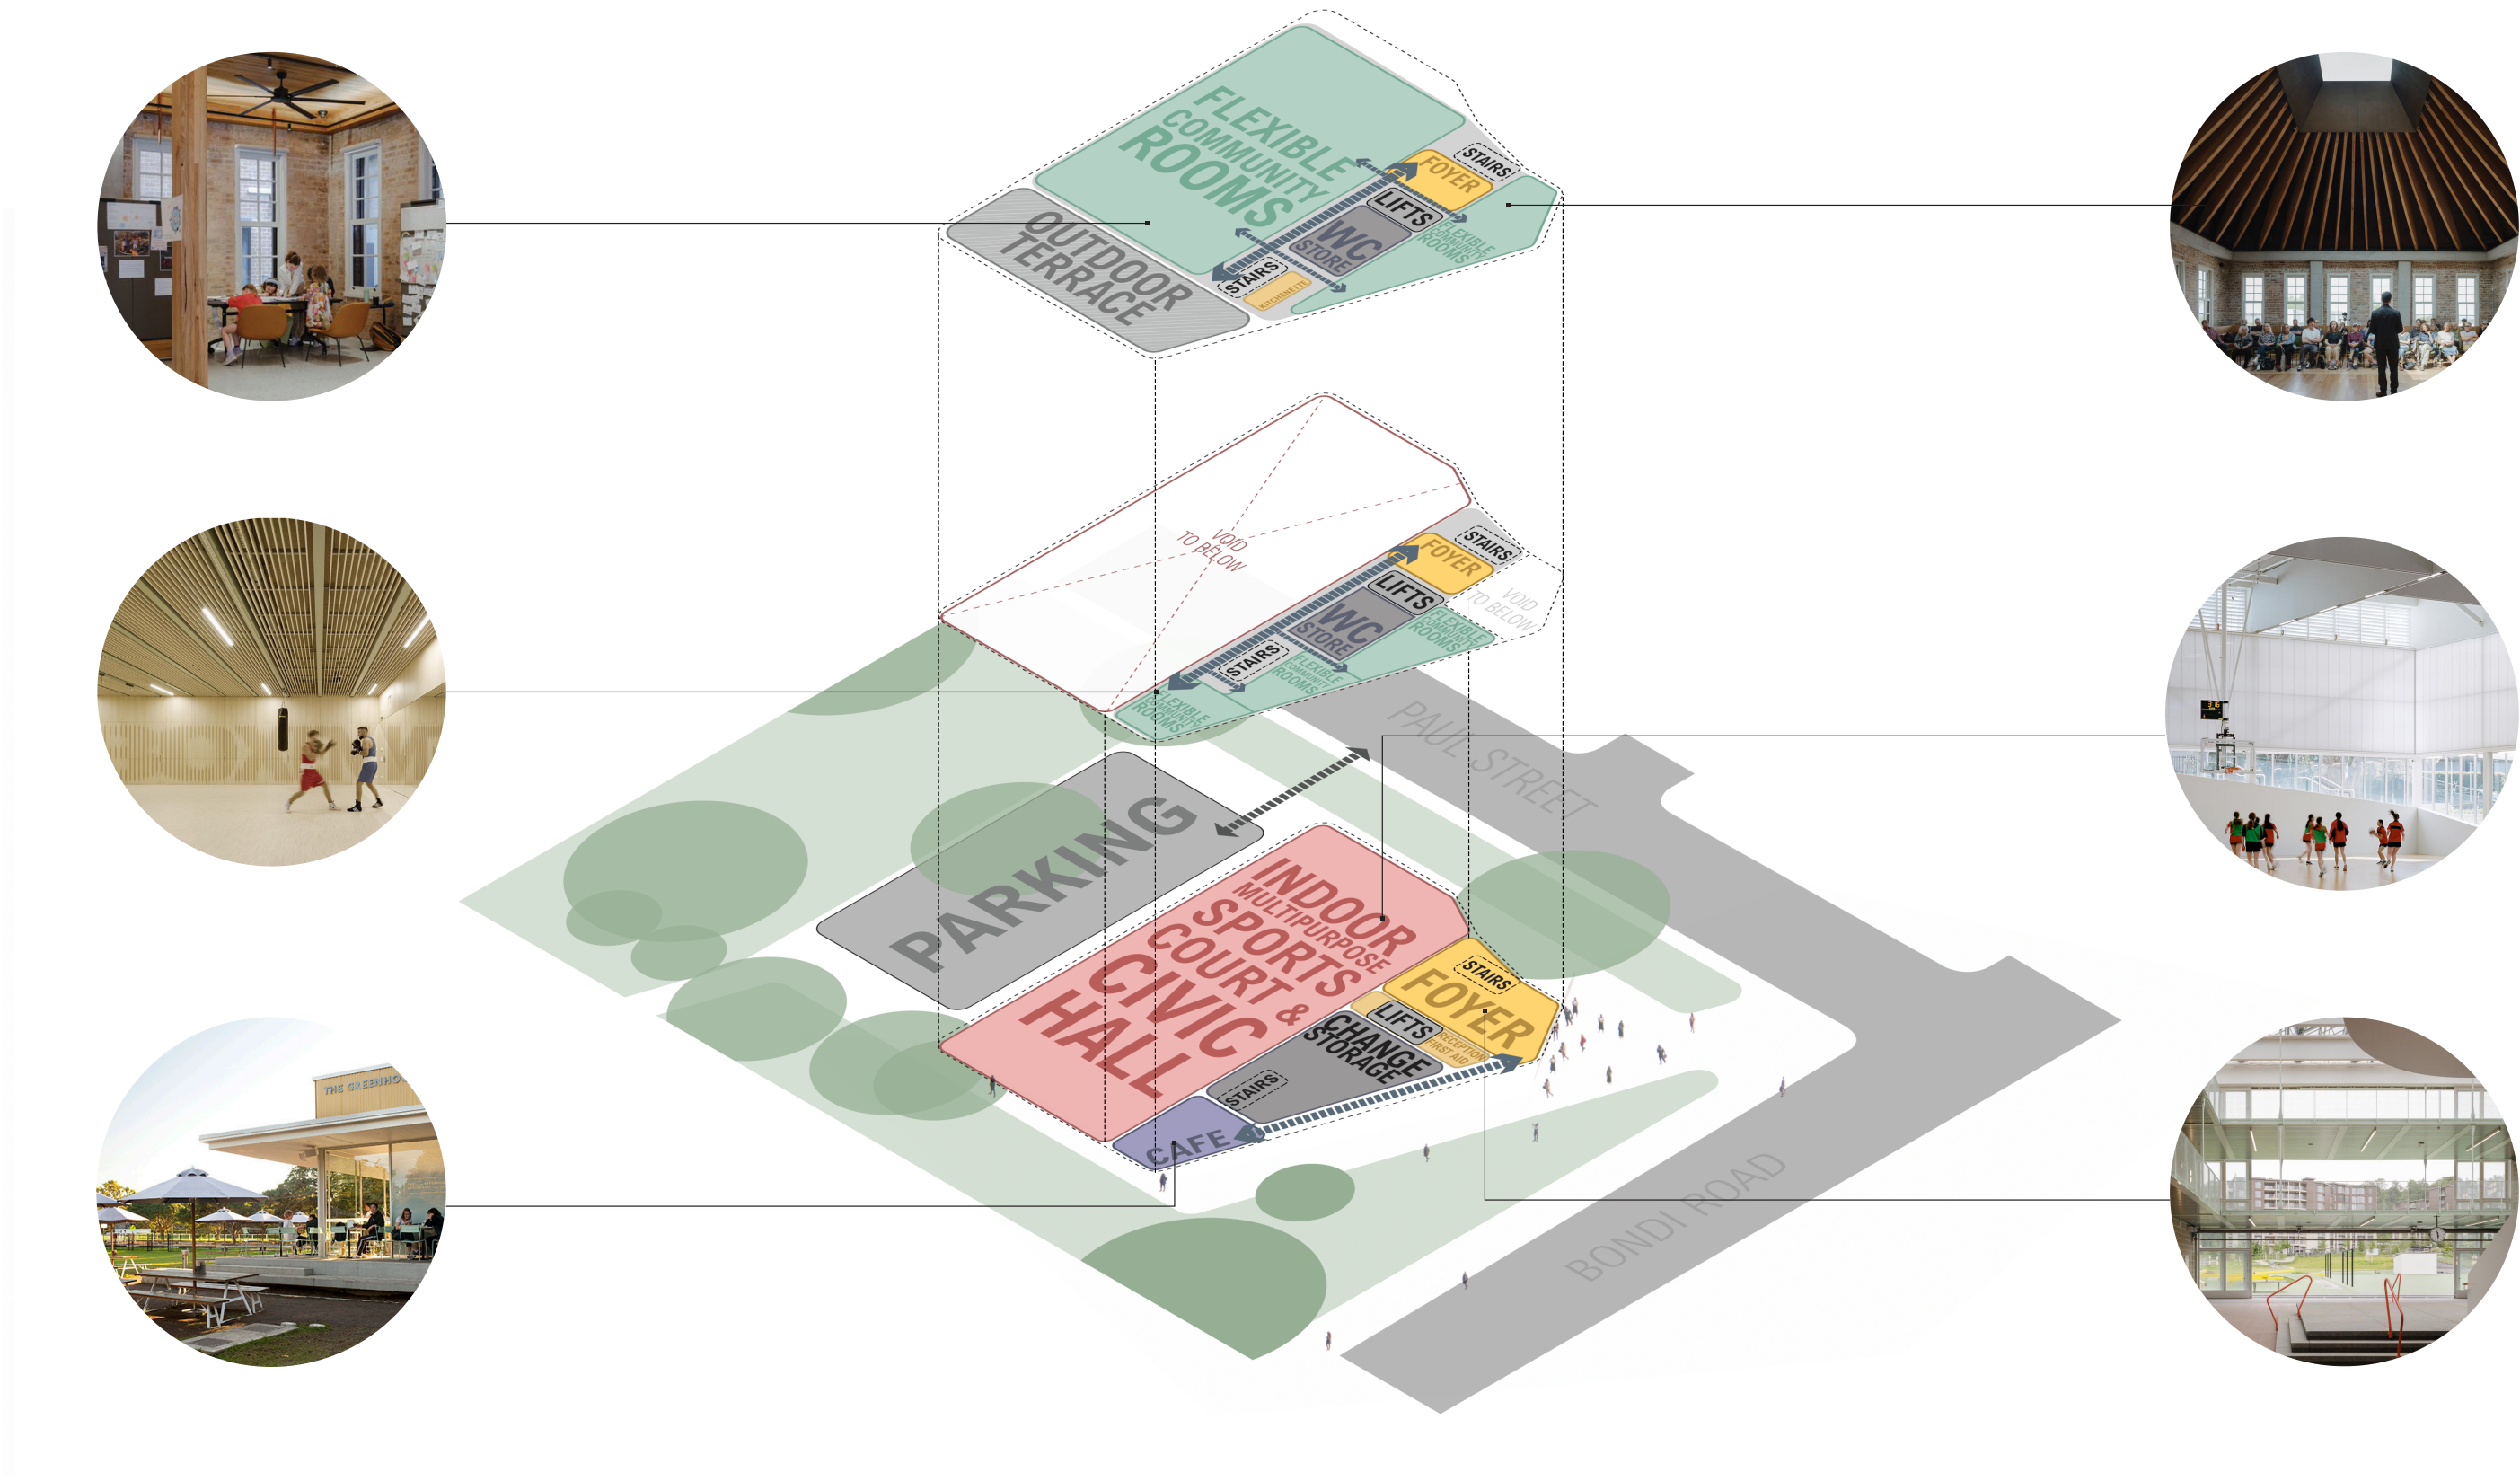 FLEXIBLE
COMMUNITY
ROOMS
OUTDOOR
TERRACE
STAIRS
FOYER
LIFTS
WC
STORE
FLEXIBLE
COMMUNITY
ROOMS
STAIRS
KITCHENETTE
VOID
TO BELOW
STAIRS
FOYER
LIFTS
VOID
TO BELOW
WC
STORE
FLEXIBLE
COMMUNITY
ROOMS
STAIRS
FLEXIBLE
COMMUNITY
ROOMS
FLEXIBLE
COMMUNITY
ROOMS
PAUL STREET
PARKING
INDOOR
MULTIPURPOSE
SPORTS
COURT &
CIVIC
HALL
STAIRS
FOYER
LIFTS
RECEPTION
FIRST AID
CHANGE
STORAGE
STAIRS
CAFE
BONDI ROAD
THE GREENHO